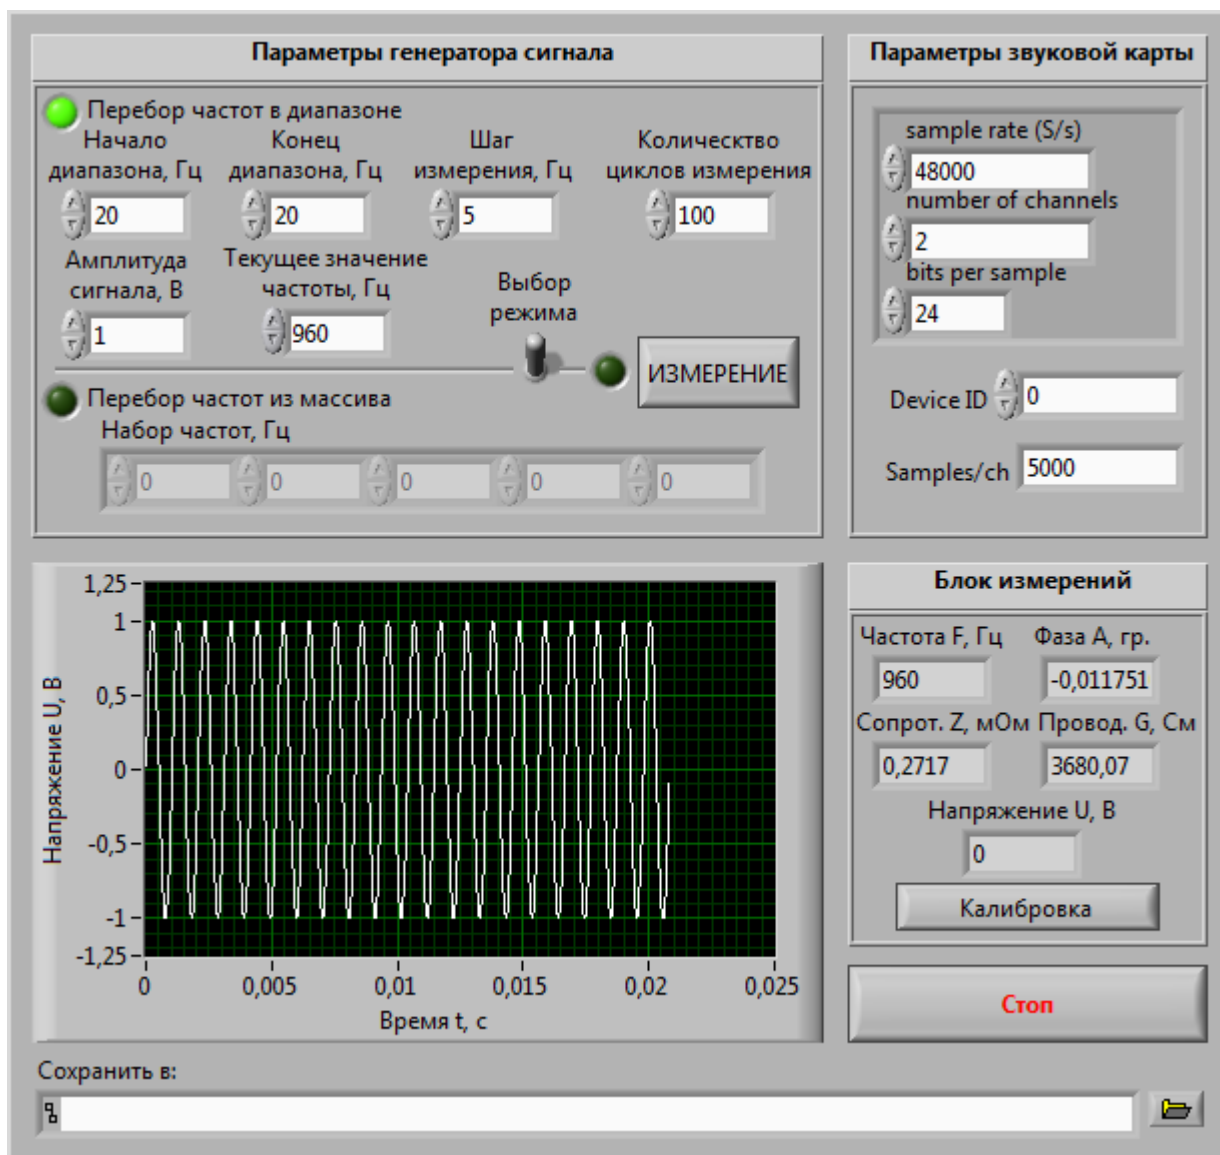 Параметры генератора сигнала
Перебор частот в диапазоне
Начало
диапазона, Гц
Конец
диапазона, Гц
Шаг
измерения, Гц
Количецктво
циклов измерения
20
20
5
100
Амплитуда
сигнала, В
Текущее значение
частоты, Гц
Выбор
режима
1
960
ИЗМЕРЕНИЕ
Перебор частот из массива
Набор частот, Гц
0
0
0
0
0
Параметры звуковой карты
sample rate (S/s)
48000
number of channels
2
bits per sample
24
Device ID
0
Samples/ch
5000
Напряжение U, В
1,25
1
0,5
0
-0,5
-1
-1,25
0
0,005
0,01
0,015
0,02
0,025
Время t, с
Блок измерений
Частота F, Гц
Фаза А, гр.
960
-0,011751
Сопрот. Z, мОм
Провод. G, См
0,2717
3680,07
Напряжение U, В
0
Калибровка
Стоп
Сохранить в: